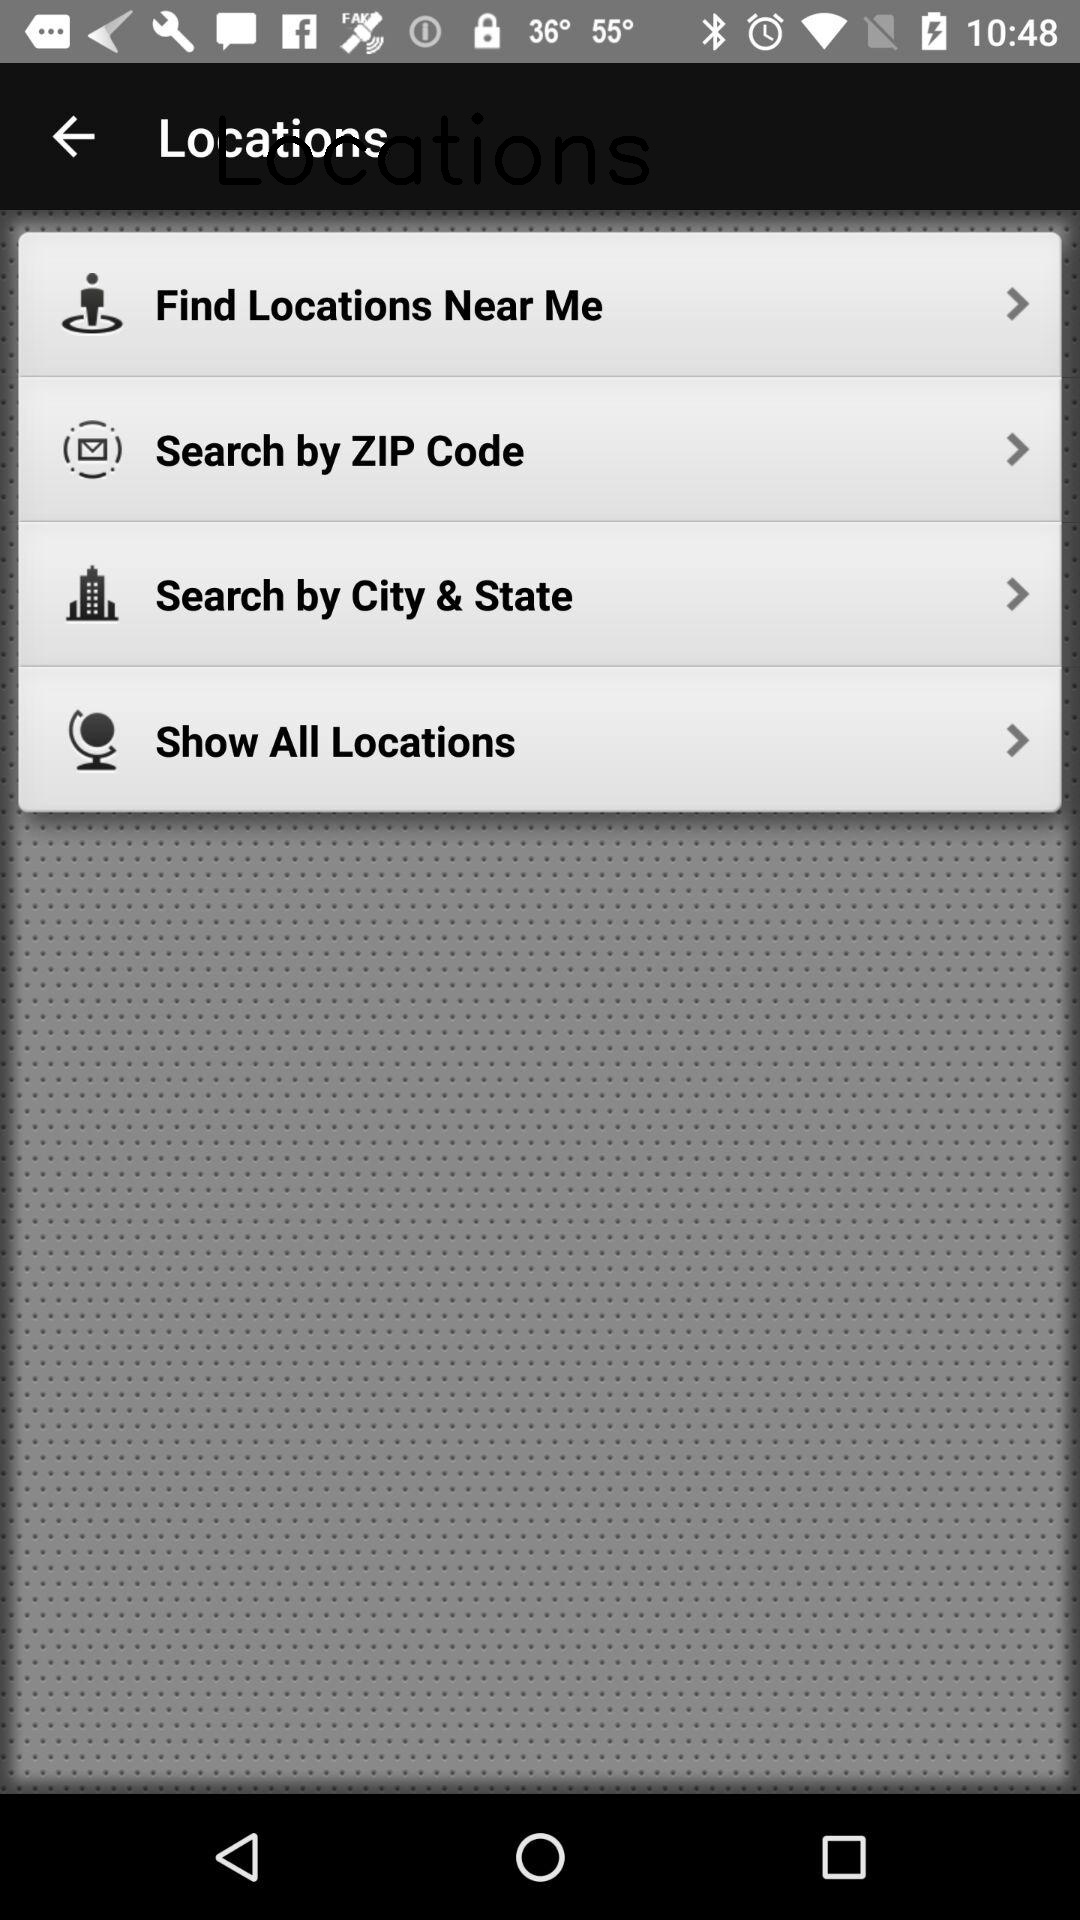 FAKE 36° 55° 10:48
Locations
Locations
Find Locations Near Me
Search by ZIP Code
Search by City & State
Show All Locations